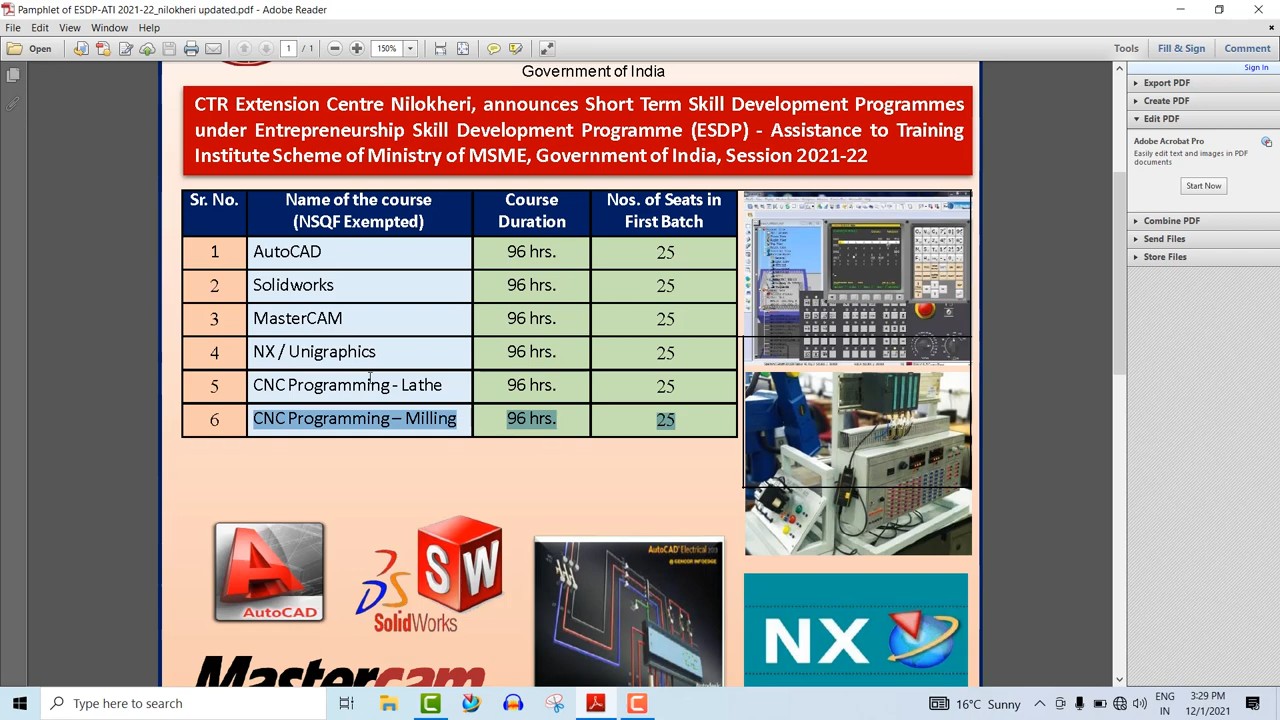 Pamphlet of ESDP-ATI 2021-22_nilokheri updated.pdf - Adobe Reader
File Edit View Window Help
Open 1 / 1 150% Tools Fill & Sign Comment
Sign In
Export PDF
Create PDF
Edit PDF
Adobe Acrobat Pro
Easily edit text and images in PDF
documents
Start Now
Combine PDF
Send Files
Store Files
Government of India
CTR Extension Centre Nilokheri, announces Short Term Skill Development Programmes
under Entrepreneurship Skill Development Programme (ESDP) - Assistance to Training
Institute Scheme of Ministry of MSME, Government of India, Session 2021-22
Sr. No. Name of the course (NSQF Exempted) Course Duration Nos. of Seats in First Batch
1 AutoCAD 96 hrs. 25
2 Solidworks 96 hrs. 25
3 MasterCAM 96 hrs. 25
4 NX / Unigraphics 96 hrs. 25
5 CNC Programming - Lathe 96 hrs. 25
6 CNC Programming – Milling 96 hrs. 25
A
AutoCAD
SW
SolidWorks
AutoCAD Electrical
NX
Mastercam
Type here to search
16°C Sunny
ENG
IN
3:29 PM
12/1/2021